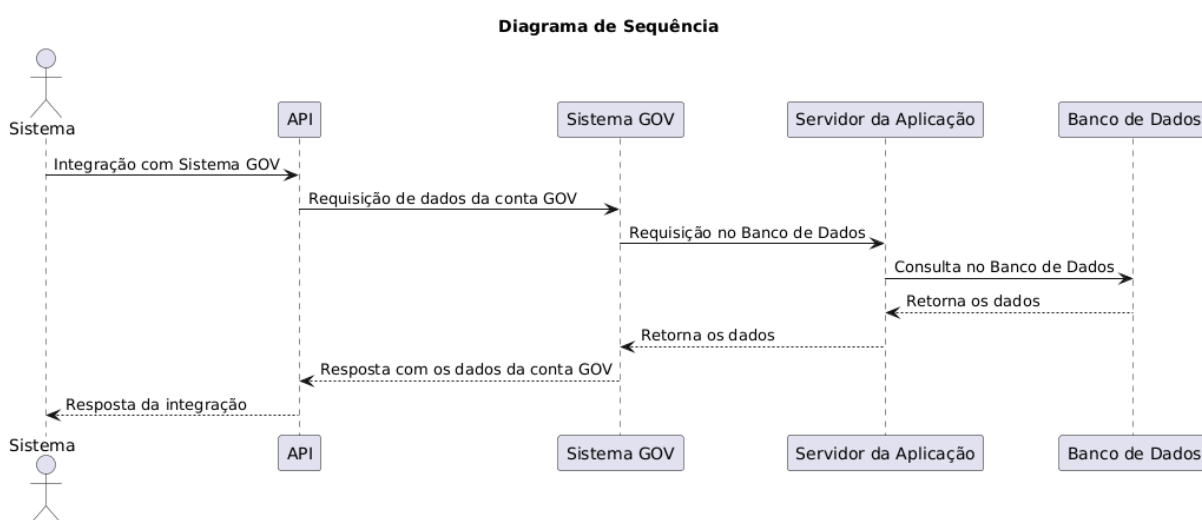 Diagrama de Sequência
Sistema
API
Sistema GOV
Servidor da Aplicação
Banco de Dados
Integração com Sistema GOV
Requisição de dados da conta GOV
Requisição no Banco de Dados
Consulta no Banco de Dados
Retorna os dados
Retorna os dados
Resposta com os dados da conta GOV
Resposta da integração
Sistema
API
Sistema GOV
Servidor da Aplicação
Banco de Dados